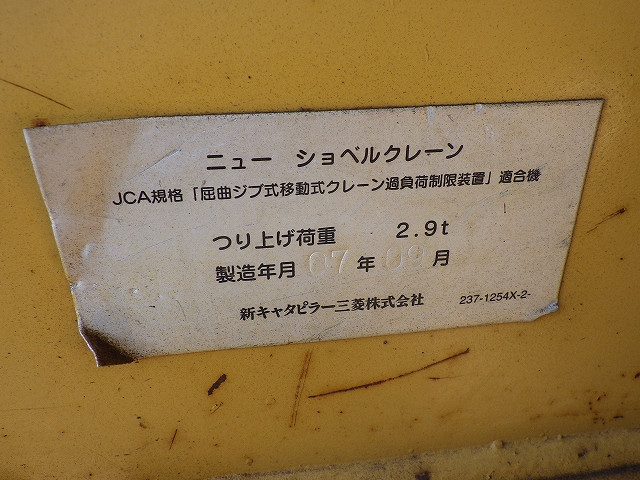 ニュー ショベルクレーン
JCA規格「屈曲ジブ式移動式クレーン過負荷制限装置」適合機
つり上げ荷重 2.9t
製造年月 07年09月
新キャタピラー三菱株式会社 237-1254X-2-